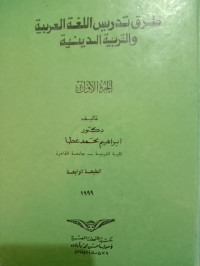 طرق تدريس اللغة العربية
والتربية الدينية
الجزء الأول
تأليف
دكتور
ابراهيم محمد عطا
كلية التربية - جامعة القاهرة
الطبعة الرابعة
١٩٩٩